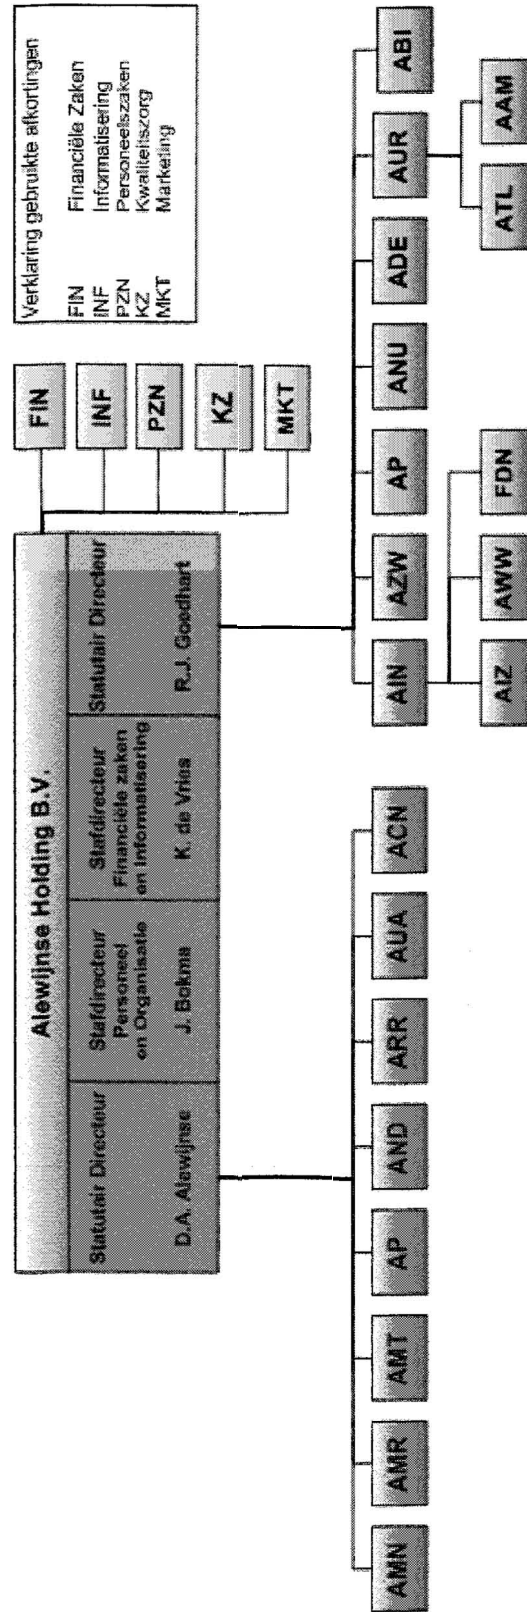 Alewijnse Holding B.V.
Statutair Directeur
D.A. Alewijnse
Stafdirecteur
Personeel
en Organisatie
J. Bokma
Stafdirecteur
Financiële zaken
en Informatisering
K. de Vries
Statutair Directeur
R.J. Goedhart
FIN
INF
PZN
KZ
MKT
Verklaring gebruikte afkortingen
FIN Financiële Zaken
INF Informatisering
PZN Personeelszaken
KZ Kwaliteitszorg
MKT Marketing
AMN AMR AMT AP AND ARR AUA ACN
AIN AZW AP ANU ADE AUR ABI
AIZ AWW FDN ATL AAM